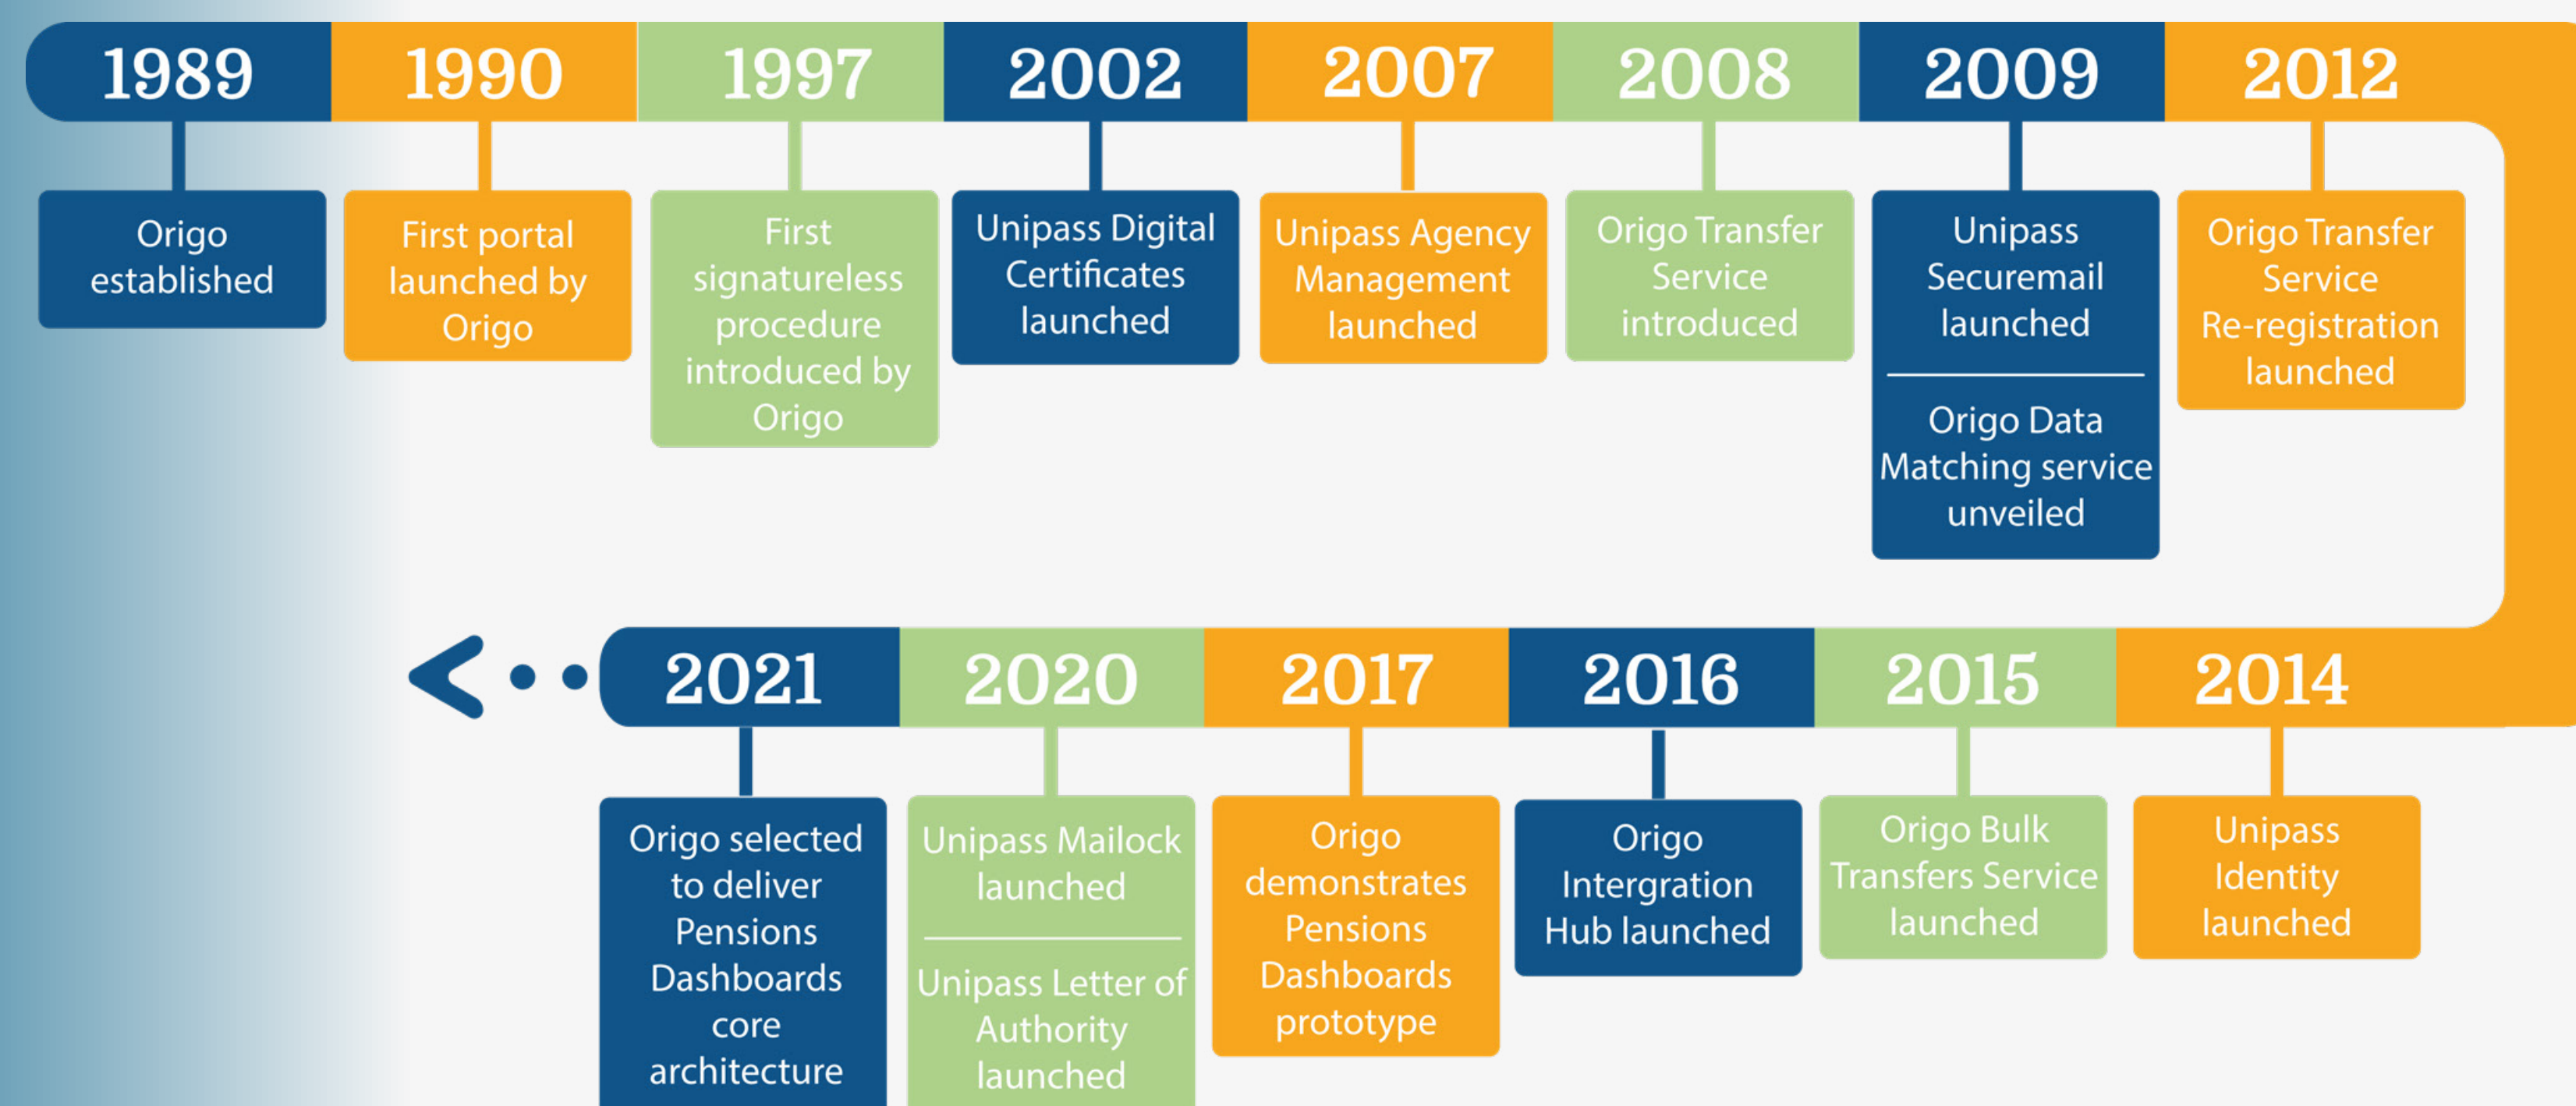 1989
Origo
established
1990
First portal
launched by
Origo
1997
First
signatureless
procedure
introduced by
Origo
2002
Unipass Digital
Certificates
launched
2007
Unipass Agency
Management
launched
2008
Origo Transfer
Service
introduced
2009
Unipass
Securemail
launched
Origo Data
Matching service
unveiled
2012
Origo Transfer
Service
Re-registration
launched
2014
Unipass
Identity
launched
2015
Origo Bulk
Transfers Service
launched
2016
Origo
Intergration
Hub launched
2017
Origo
demonstrates
Pensions
Dashboards
prototype
2020
Unipass Mailock
launched
Unipass Letter of
Authority
launched
2021
Origo selected
to deliver
Pensions
Dashboards
core
architecture